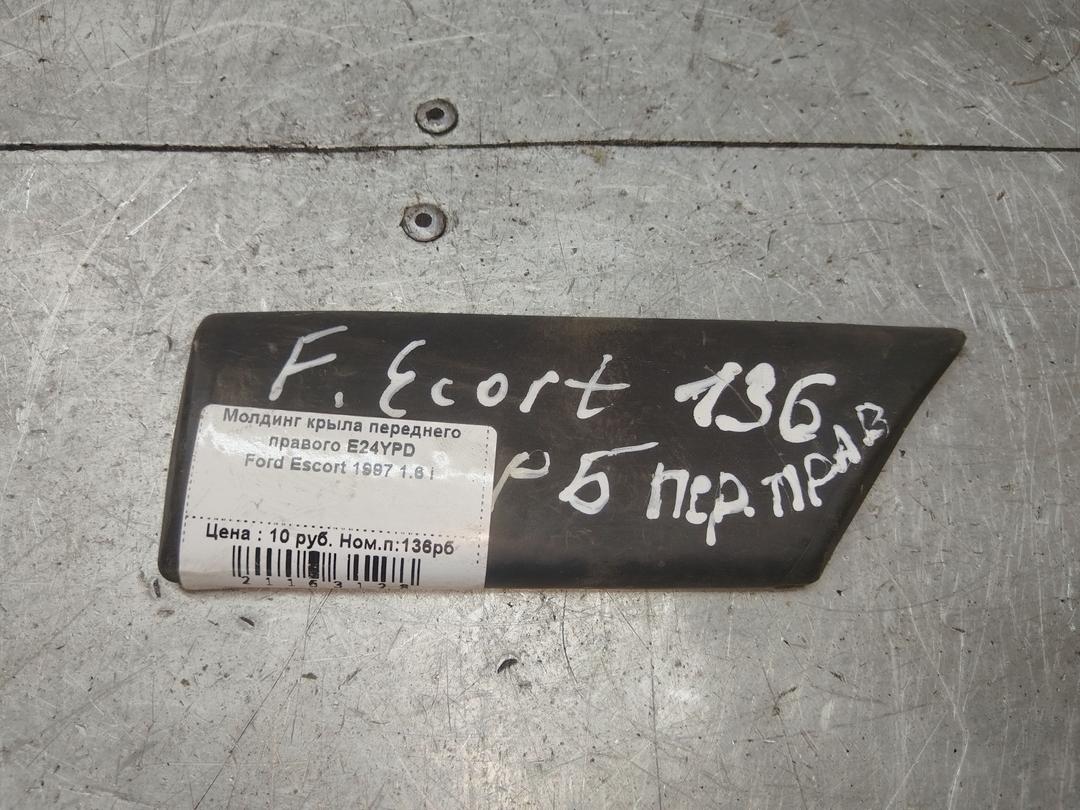 F. Ecort 136
РБ пер. ПРАВ
Молдинг крыла переднего
правого E24YPD
Ford Escort 1997 1.6 i
Цена : 10 руб. Ном.п:136рб
21163128